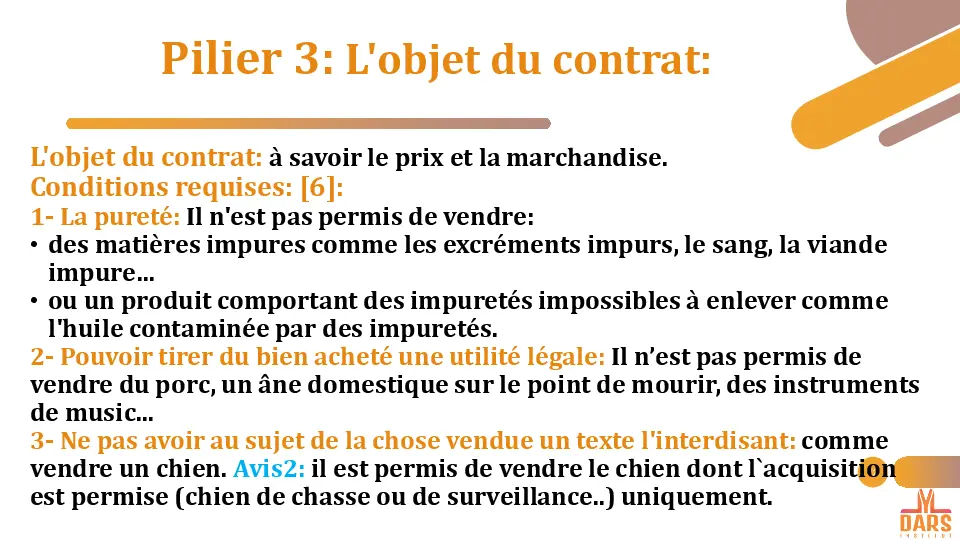 Pilier 3: L'objet du contrat:
L'objet du contrat: à savoir le prix et la marchandise.
Conditions requises: [6]:
1- La pureté: Il n'est pas permis de vendre:
• des matières impures comme les excréments impurs, le sang, la viande
impure...
• ou un produit comportant des impuretés impossibles à enlever comme
l'huile contaminée par des impuretés.
2- Pouvoir tirer du bien acheté une utilité légale: Il n’est pas permis de
vendre du porc, un âne domestique sur le point de mourir, des instruments
de music...
3- Ne pas avoir au sujet de la chose vendue un texte l'interdisant: comme
vendre un chien. Avis2: il est permis de vendre le chien dont l`acquisition
est permise (chien de chasse ou de surveillance..) uniquement.
DARS
INSTITUT